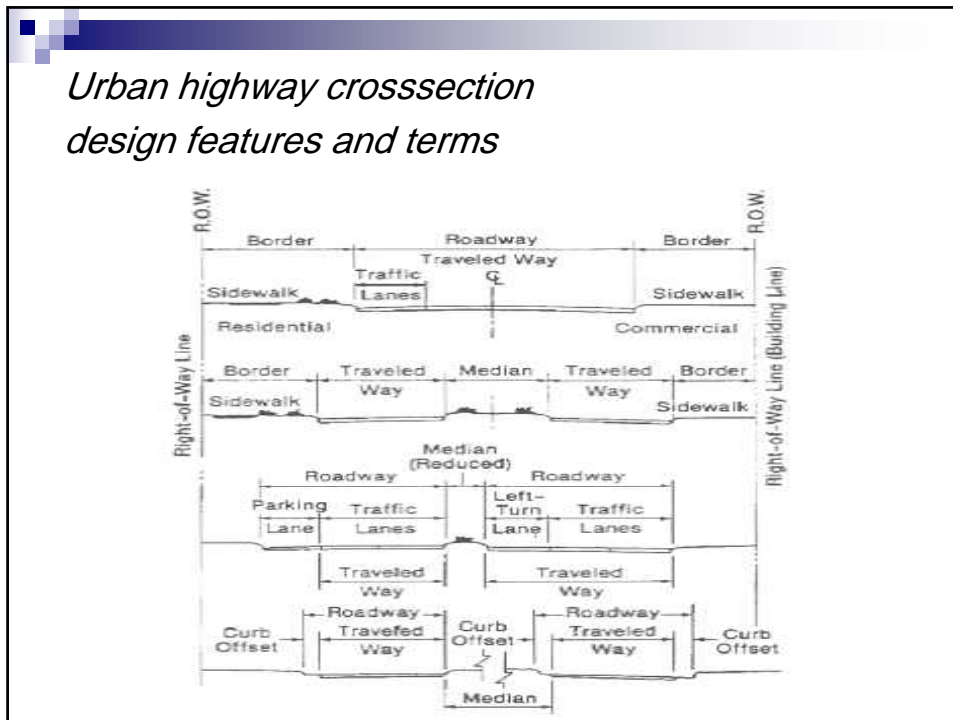 Urban highway crosssection
design features and terms
R.O.W.
R.O.W.
Border
Roadway
Border
Traveled Way
Traffic
Lanes
℄
Sidewalk
Sidewalk
Residential
Commercial
Right-of-Way Line
Right-of-Way Line (Building Line)
Border
Traveled
Way
Median
Traveled
Way
Border
Sidewalk
Sidewalk
Median
(Reduced)
Roadway
Roadway
Parking
Lane
Traffic
Lanes
Left-
Turn
Lane
Traffic
Lanes
Traveled
Way
Traveled
Way
Roadway
Roadway
Curb
Offset
Traveled
Way
Curb
Offset
Traveled
Way
Curb
Offset
Median